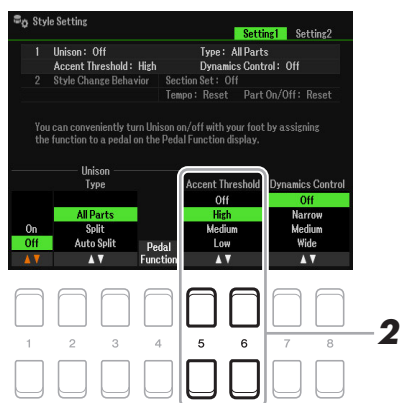 Style Setting
Setting1 Setting2
1 Unison : Off Type : All Parts
Accent Threshold : High Dynamics Control : Off
2 Style Change Behavior Section Set : Off
Tempo : Reset Part On/Off : Reset
You can conveniently turn Unison on/off with your foot by assigning
the function to a pedal on the Pedal Function display.
Unison
Type Accent Threshold Dynamics Control
Off Off
All Parts High Narrow
On Split Medium Medium
Off Auto Split Low Wide
Pedal
Function
1 2 3 4 5 6 7 8
2